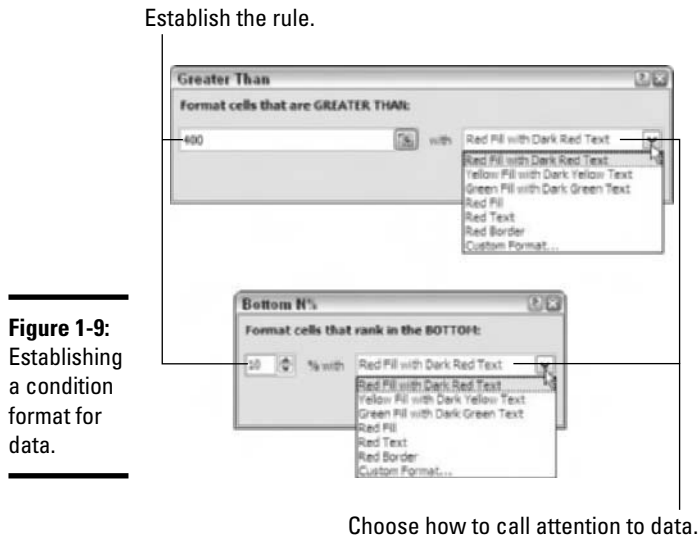 Establish the rule.
Greater Than
Format cells that are GREATER THAN:
400
with
Red Fill with Dark Red Text
Red Fill with Dark Red Text
Yellow Fill with Dark Yellow Text
Green Fill with Dark Green Text
Red Fill
Red Text
Red Border
Custom Format...
Bottom N%
Format cells that rank in the BOTTOM:
10
% with
Red Fill with Dark Red Text
Red Fill with Dark Red Text
Yellow Fill with Dark Yellow Text
Green Fill with Dark Green Text
Red Fill
Red Text
Red Border
Custom Format...
Figure 1-9:
Establishing
a condition
format for
data.
Choose how to call attention to data.